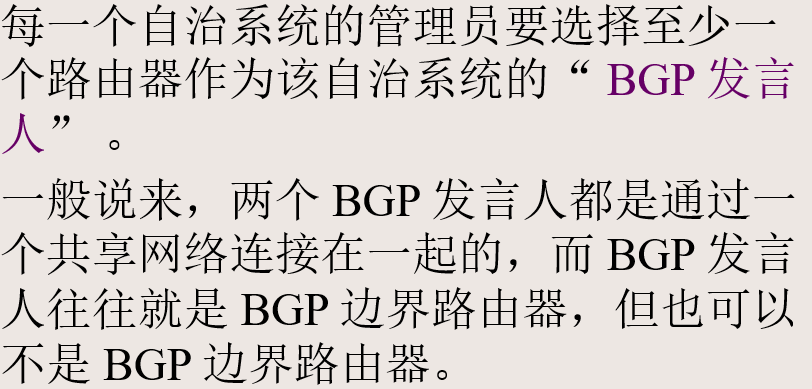 每一个自治系统的管理员要选择至少一
个路由器作为该自治系统的“ BGP 发言
人” 。
一般说来，两个 BGP 发言人都是通过一
个共享网络连接在一起的，而 BGP 发言
人往往就是 BGP 边界路由器，但也可以
不是 BGP 边界路由器。